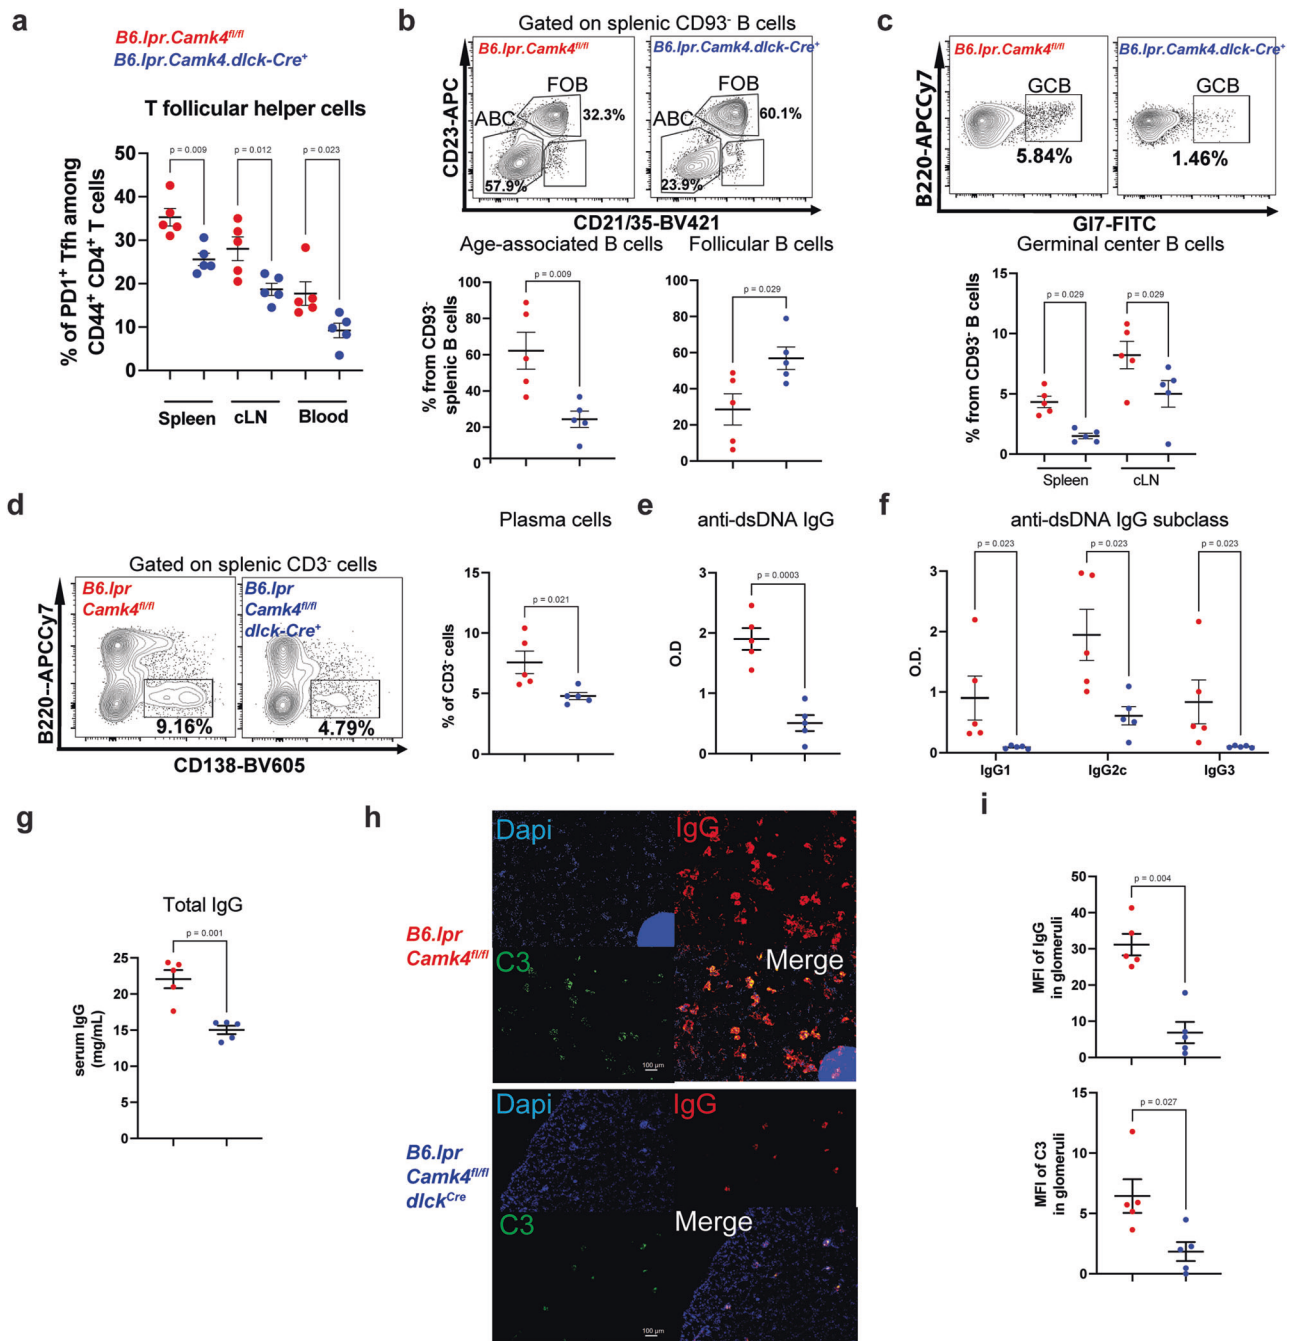 a
B6.lpr.Camk4fl/fl
B6.lpr.Camk4.dlck-Cre+
T follicular helper cells
% of PD1+ Tfh among
CD44+ CD4+ T cells
50
40
30
20
10
0
p = 0.009
p = 0.012
p = 0.023
Spleen
cLN
Blood
b
Gated on splenic CD93- B cells
B6.lpr.Camk4fl/fl
B6.lpr.Camk4.dlck-Cre+
FOB
FOB
ABC
ABC
32.3%
60.1%
57.9%
23.9%
CD23-APC
CD21/35-BV421
Age-associated B cells
Follicular B cells
% from CD93-
splenic B cells
100
80
60
40
20
0
p = 0.009
100
80
60
40
20
0
p = 0.029
c
B6.lpr.Camk4fl/fl
B6.lpr.Camk4.dlck-Cre+
GCB
GCB
5.84%
1.46%
B220-APCCy7
Gl7-FITC
Germinal center B cells
% from CD93- B cells
15
10
5
0
p = 0.029
p = 0.029
Spleen
cLN
d
Gated on splenic CD3- cells
B6.lpr
Camk4fl/fl
B6.lpr
Camk4fl/fl
dlck-Cre+
9.16%
4.79%
B220--APCCy7
CD138-BV605
Plasma cells
% of CD3- cells
15
10
5
0
p = 0.021
e
anti-dsDNA IgG
O.D
3
2
1
0
p = 0.0003
f
anti-dsDNA IgG subclass
O.D.
3
2
1
0
p = 0.023
p = 0.023
p = 0.023
IgG1
IgG2c
IgG3
g
Total IgG
serum IgG
(mg/mL)
25
22
15
15
5
0
p = 0.001
h
B6.lpr
Camk4fl/fl
Dapi
IgG
C3
Merge
100 µm
B6.lpr
Camk4fl/fl
dlckCre
Dapi
IgG
C3
Merge
100 µm
i
MFI of IgG
in glomeruli
50
40
30
20
10
0
p = 0.004
MFI of C3
in glomeruli
15
10
5
0
p = 0.027